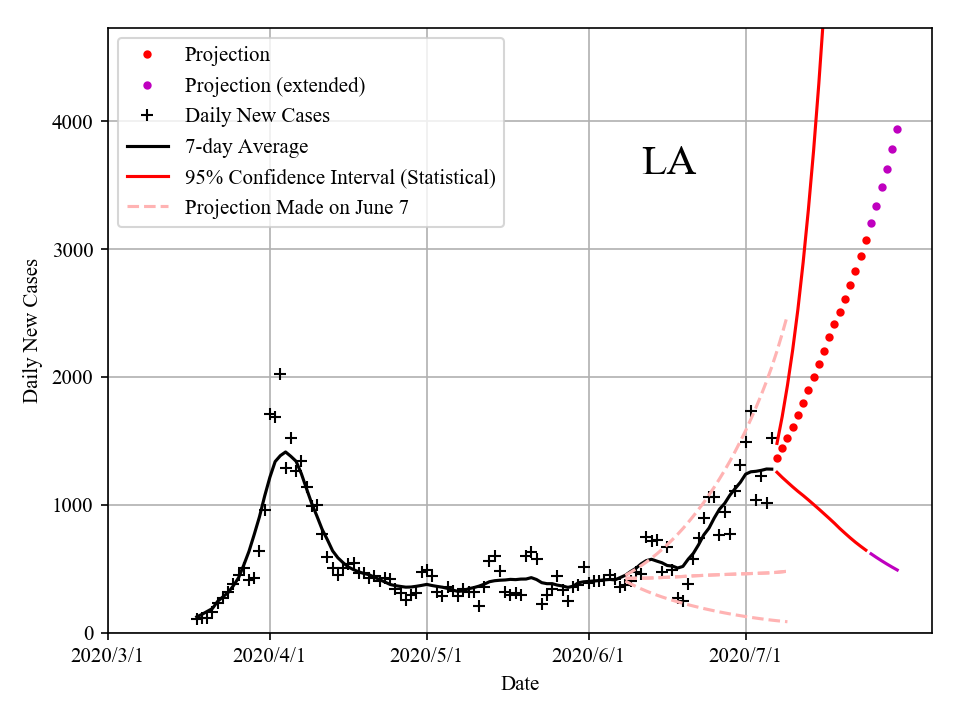 Projection
Projection (extended)
Daily New Cases
7-day Average
95% Confidence Interval (Statistical)
Projection Made on June 7
LA
4000
3000
2000
1000
0
Daily New Cases
2020/3/1
2020/4/1
2020/5/1
2020/6/1
2020/7/1
Date